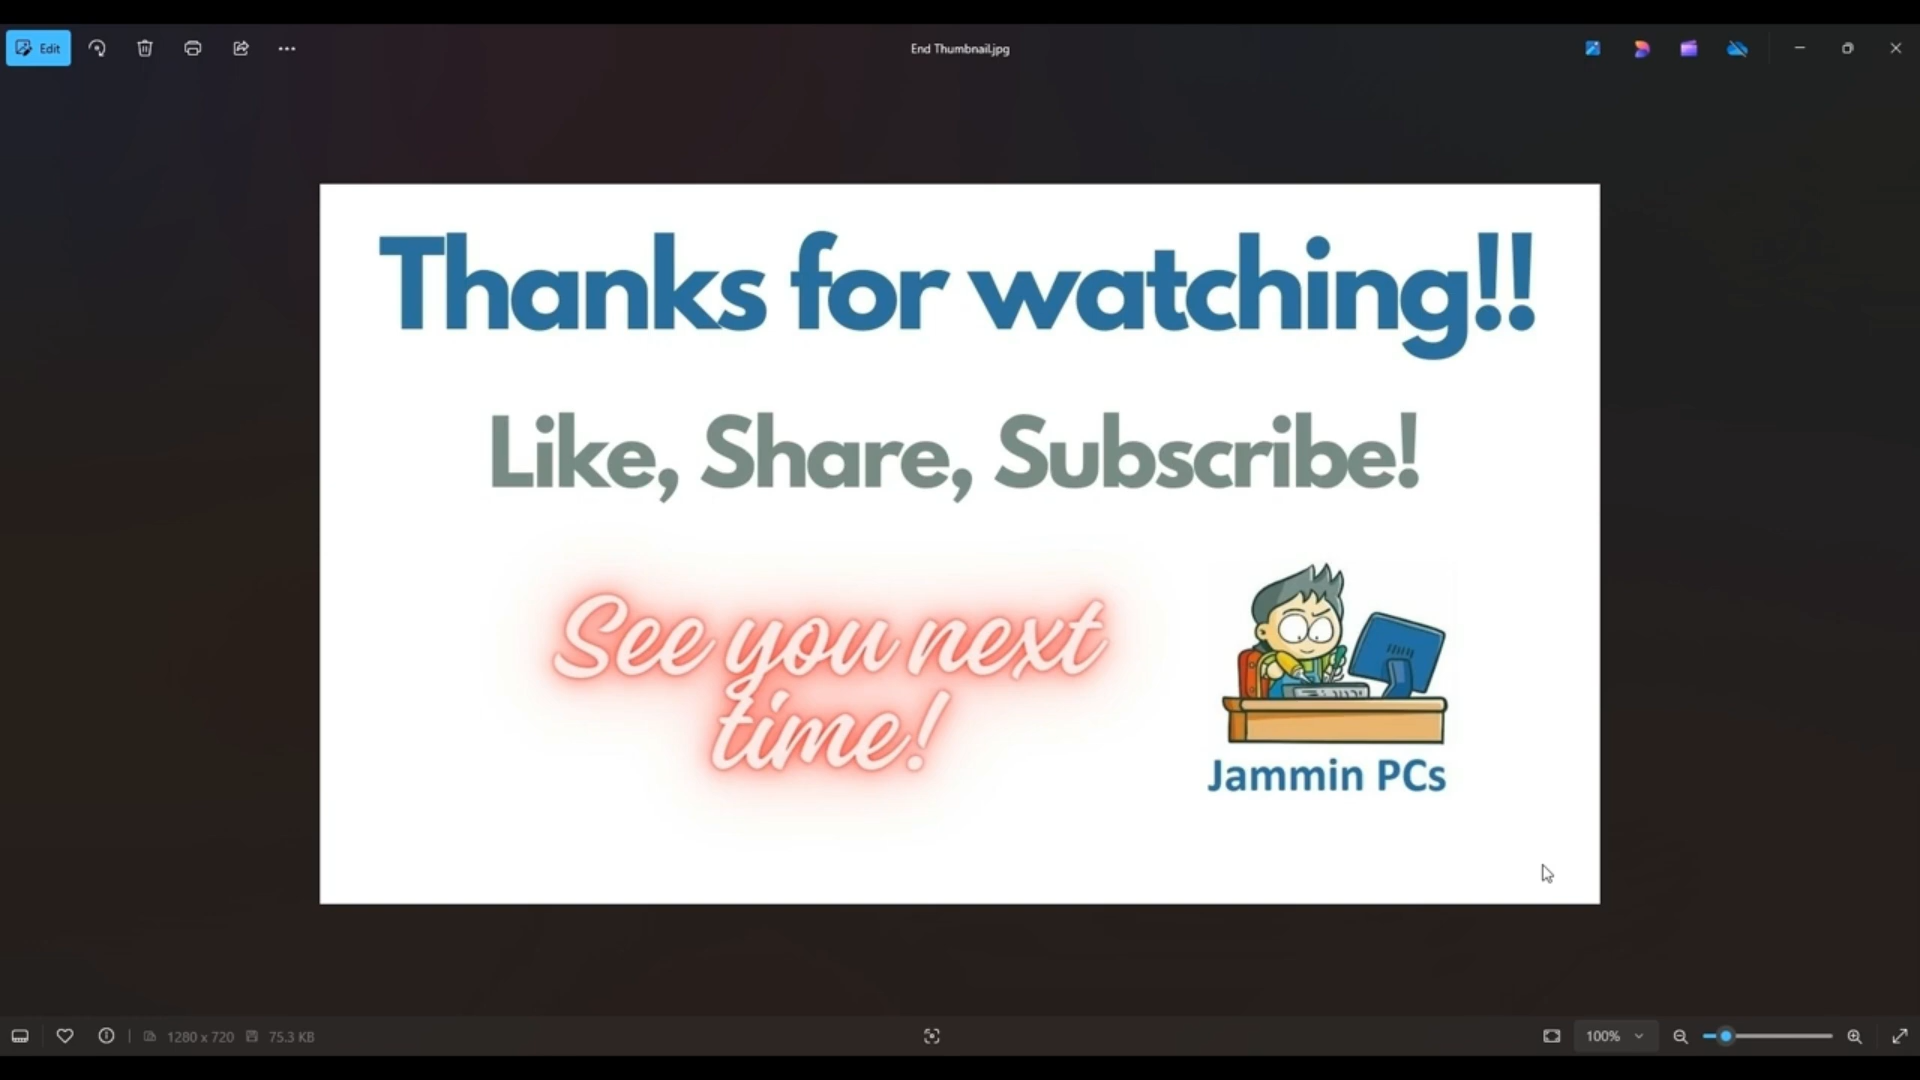 Edit
End Thumbnail.jpg
Thanks for watching!!
Like, Share, Subscribe!
See you next
time!
Jammin PCs
1280 x 720
75.3 KB
100%